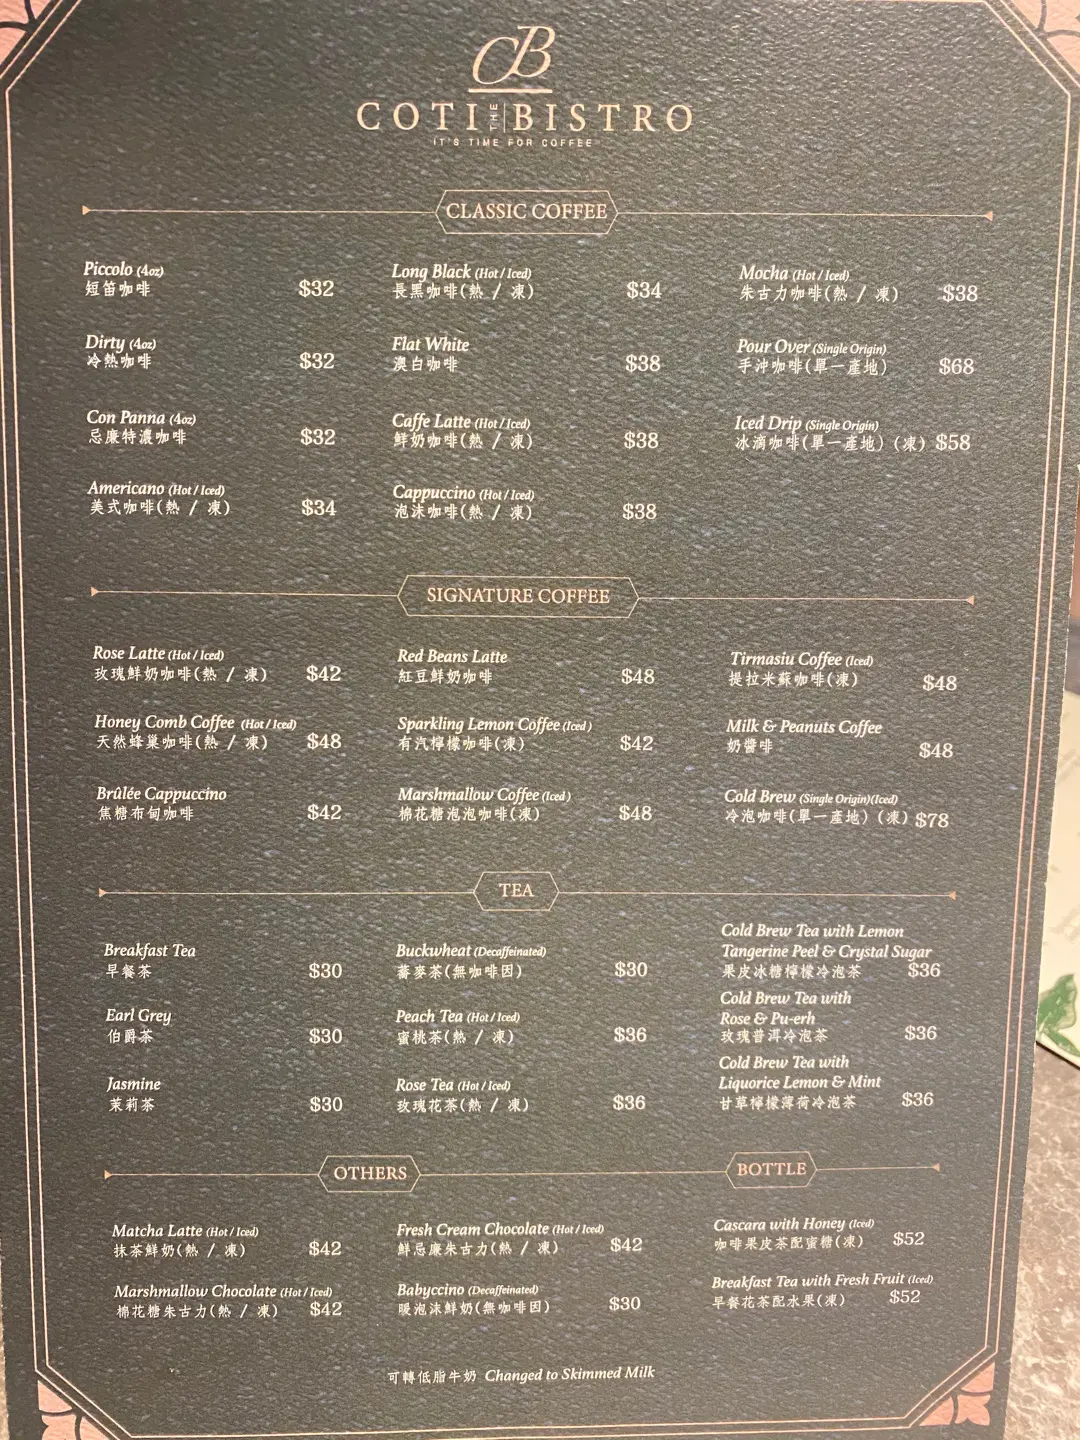 CB
COTI THE BISTRO
IT'S TIME FOR COFFEE
CLASSIC COFFEE
Piccolo (4oz)
短笛咖啡 $32
Dirty (4oz)
冷熱咖啡 $32
Con Panna (4oz)
忌廉特濃咖啡 $32
Americano (Hot / Iced)
美式咖啡(熱 / 凍) $34
Long Black (Hot / Iced)
長黑咖啡(熱 / 凍) $34
Flat White
澳白咖啡 $38
Caffe Latte (Hot / Iced)
鮮奶咖啡(熱 / 凍) $38
Cappuccino (Hot / Iced)
泡沫咖啡(熱 / 凍) $38
Mocha (Hot / Iced)
朱古力咖啡(熱 / 凍) $38
Pour Over (Single Origin)
手沖咖啡(單一產地) $68
Iced Drip (Single Origin)
冰滴咖啡(單一產地) (凍) $58
SIGNATURE COFFEE
Rose Latte (Hot / Iced)
玫瑰鮮奶咖啡(熱 / 凍) $42
Honey Comb Coffee (Hot / Iced)
天然蜂巢咖啡(熱 / 凍) $48
Brûlée Cappuccino
焦糖布甸咖啡 $42
Red Beans Latte
紅豆鮮奶咖啡 $48
Sparkling Lemon Coffee (Iced )
有汽檸檬咖啡(凍) $42
Marshmallow Coffee (Iced )
棉花糖泡泡咖啡(凍) $48
Tirmasiu Coffee (Iced)
提拉米蘇咖啡(凍) $48
Milk & Peanuts Coffee
奶醬啡 $48
Cold Brew (Single Origin)(Iced)
冷泡咖啡(單一產地) (凍) $78
TEA
Breakfast Tea
早餐茶 $30
Earl Grey
伯爵茶 $30
Jasmine
茉莉茶 $30
Buckwheat (Decaffeinated)
蕎麥茶(無咖啡因) $30
Peach Tea (Hot / Iced)
蜜桃茶(熱 / 凍) $36
Rose Tea (Hot / Iced)
玫瑰花茶(熱 / 凍) $36
Cold Brew Tea with Lemon
Tangerine Peel & Crystal Sugar
果皮冰糖檸檬冷泡茶 $36
Cold Brew Tea with
Rose & Pu-erh
玫瑰普洱冷泡茶 $36
Cold Brew Tea with
Liquorice Lemon & Mint
甘草檸檬薄荷冷泡茶 $36
OTHERS
Matcha Latte (Hot / Iced)
抹茶鮮奶(熱 / 凍) $42
Marshmallow Chocolate (Hot / Iced)
棉花糖朱古力(熱 / 凍) $42
Fresh Cream Chocolate (Hot / Iced)
鮮忌廉朱古力(熱 / 凍) $42
Babyccino (Decaffeinated)
暖泡沫鮮奶(無咖啡因) $30
BOTTLE
Cascara with Honey (Iced)
咖啡果皮茶配蜜糖(凍) $52
Breakfast Tea with Fresh Fruit (Iced)
早餐花茶配水果(凍) $52
可轉低脂牛奶 Changed to Skimmed Milk